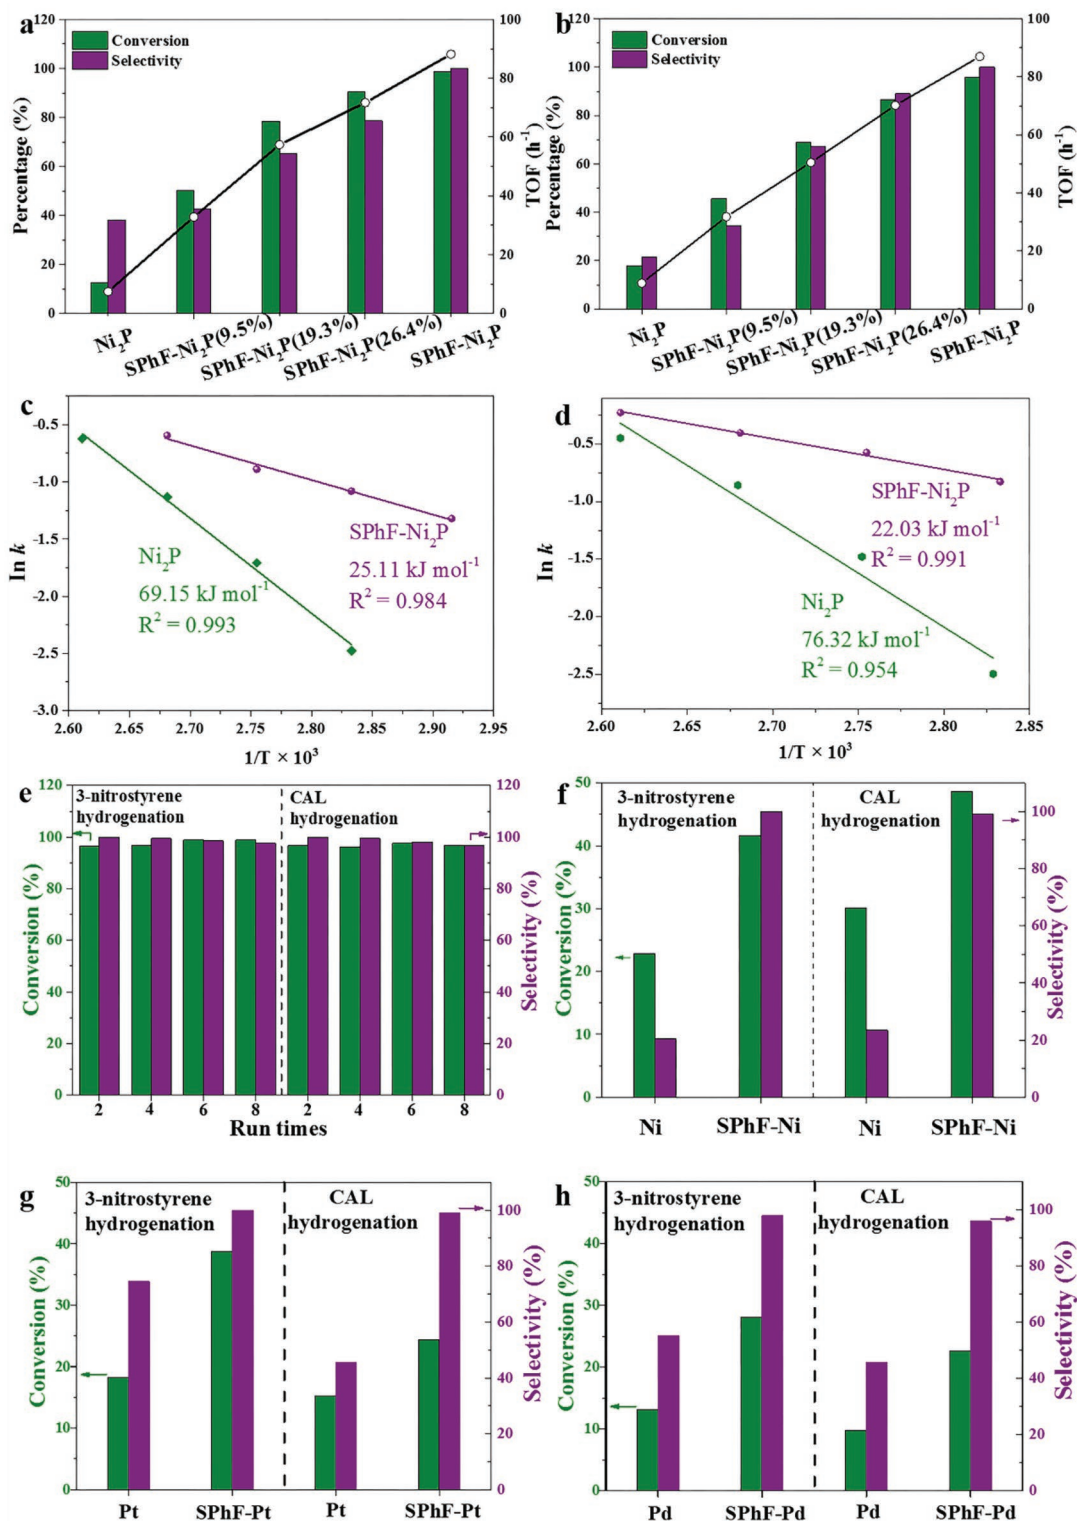 a
Conversion
Selectivity
Percentage (%)
120
100
80
60
40
20
0
TOF (h⁻¹)
100
80
60
40
20
0
Ni₂P
SPhF-Ni₂P(9.5%)
SPhF-Ni₂P(19.3%)
SPhF-Ni₂P(26.4%)
SPhF-Ni₂P
b
Conversion
Selectivity
Percentage (%)
120
100
80
60
40
20
0
TOF (h⁻¹)
100
80
60
40
20
0
Ni₂P
SPhF-Ni₂P(9.5%)
SPhF-Ni₂P(19.3%)
SPhF-Ni₂P(26.4%)
SPhF-Ni₂P
c
In k
-0.5
-1.0
-1.5
-2.0
-2.5
-3.0
Ni₂P
69.15 kJ mol⁻¹
R² = 0.993
SPhF-Ni₂P
25.11 kJ mol⁻¹
R² = 0.984
2.60 2.65 2.70 2.75 2.80 2.85 2.90 2.95
1/T × 10³
d
In k
-0.5
-1.0
-1.5
-2.0
-2.5
SPhF-Ni₂P
22.03 kJ mol⁻¹
R² = 0.991
Ni₂P
76.32 kJ mol⁻¹
R² = 0.954
2.60 2.65 2.70 2.75 2.80 2.85
1/T × 10³
e
3-nitrostyrene
hydrogenation
CAL
hydrogenation
Conversion (%)
120
100
80
60
40
20
0
Selectivity (%)
120
100
80
60
40
20
0
2 4 6 8 2 4 6 8
Run times
f
3-nitrostyrene
hydrogenation
CAL
hydrogenation
Conversion (%)
50
40
30
20
10
0
Selectivity (%)
100
80
60
40
20
0
Ni SPhF-Ni Ni SPhF-Ni
g
3-nitrostyrene
hydrogenation
CAL
hydrogenation
Conversion (%)
50
40
30
20
10
0
Selectivity (%)
100
80
60
40
20
0
Pt SPhF-Pt Pt SPhF-Pt
h
3-nitrostyrene
hydrogenation
CAL
hydrogenation
Conversion (%)
50
40
30
20
10
0
Selectivity (%)
100
80
60
40
20
0
Pd SPhF-Pd Pd SPhF-Pd